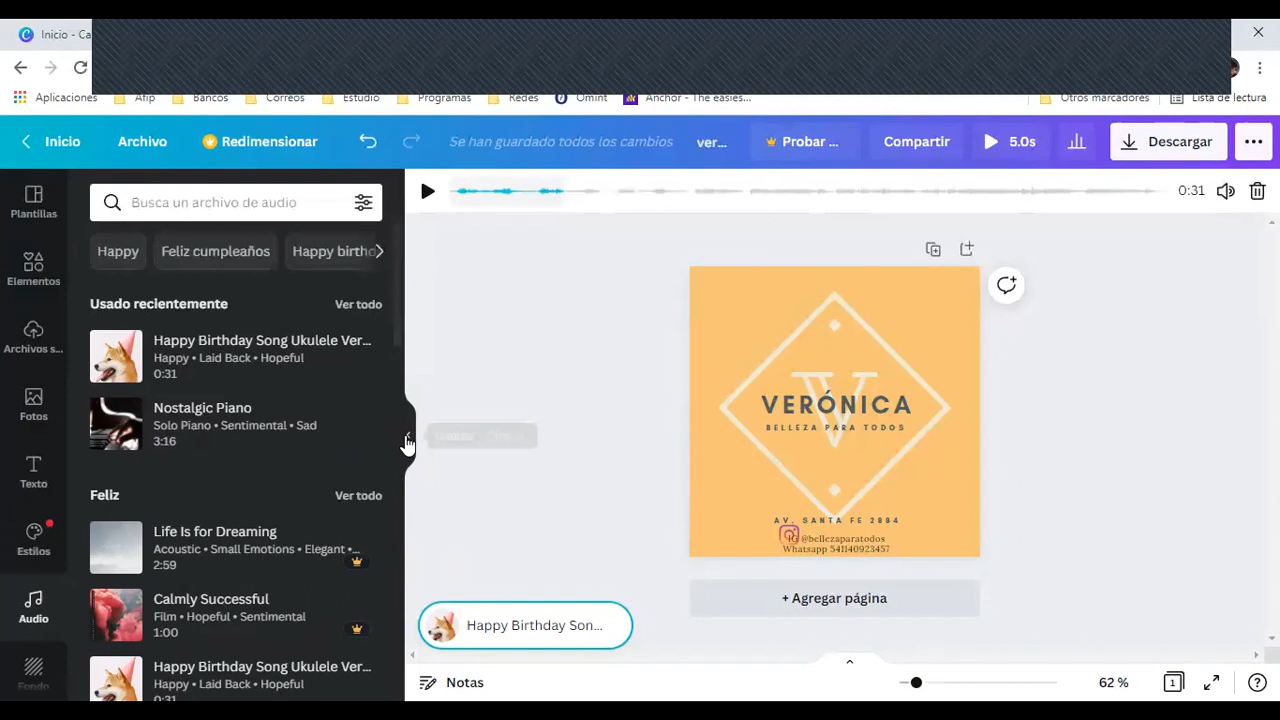 Inicio - Ca
Aplicaciones Afip Bancos Correos Estudio Programas Redes Omint Anchor - The easies... Otros marcadores Lista de lectura
Inicio Archivo Redimensionar Se han guardado todos los cambios ver... Probar ... Compartir 5.0s Descargar
Plantillas
Elementos
Archivos s...
Fotos
Texto
Estilos
Audio
Fondo
Busca un archivo de audio
Happy Feliz cumpleaños Happy birthd
Usado recientemente Ver todo
Happy Birthday Song Ukulele Ver...
Happy • Laid Back • Hopeful
0:31
Nostalgic Piano
Solo Piano • Sentimental • Sad
3:16
Feliz Ver todo
Life Is for Dreaming
Acoustic • Small Emotions • Elegant •...
2:59
Calmly Successful
Film • Hopeful • Sentimental
1:00
Happy Birthday Song Ukulele Ver...
Happy • Laid Back • Hopeful
0:31
0:31
V
VERÓNICA
BELLEZA PARA TODOS
AV. SANTA FE 2994
IG @bellezaparatodos
Whatsapp 541140923457
+ Agregar página
Happy Birthday Son...
Notas 62 % 1